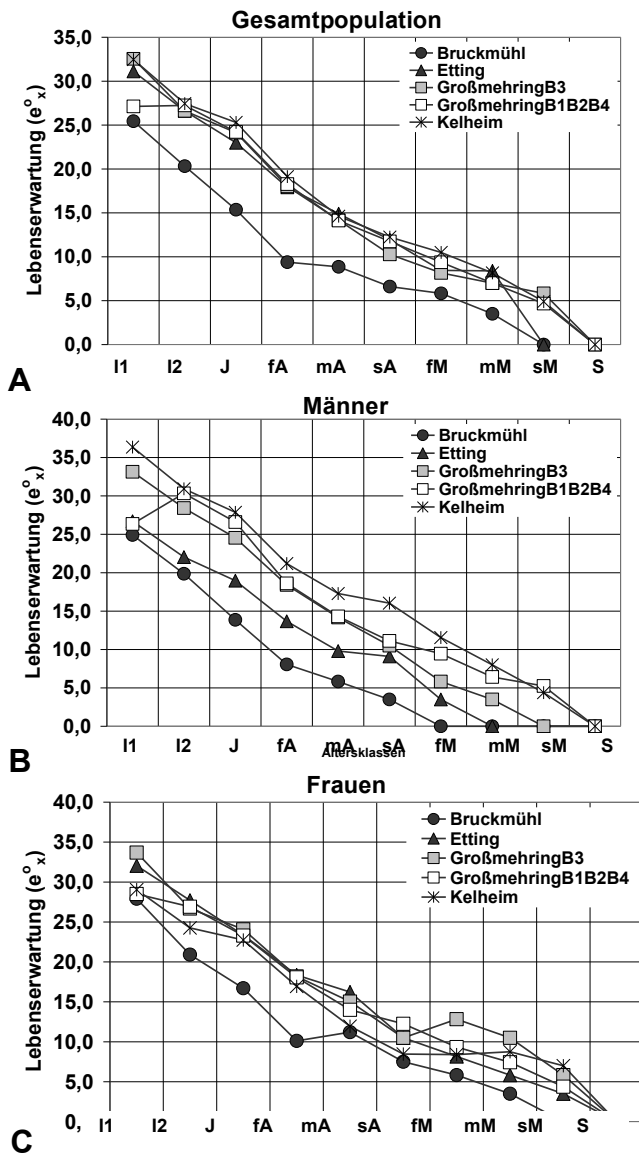 Gesamtpopulation
35,0
30,0
25,0
20,0
15,0
10,0
5,0
0,0
Lebenserwartung (e°x)
Bruckmühl
Etting
GroßmehringB3
GroßmehringB1B2B4
Kelheim
I1 I2 J fA mA sA fM mM sM S
A
Männer
40,0
35,0
30,0
25,0
20,0
15,0
10,0
5,0
0,0
Lebenserwartung (e°x)
Bruckmühl
Etting
GroßmehringB3
GroßmehringB1B2B4
Kelheim
I1 I2 J fA mA sA fM mM sM S
Altersklassen
B
Frauen
40,0
35,0
30,0
25,0
20,0
15,0
10,0
5,0
0,
Lebenserwartung (e°x)
Bruckmühl
Etting
GroßmehringB3
GroßmehringB1B2B4
Kelheim
I1 I2 J fA mA sA fM mM sM S
C